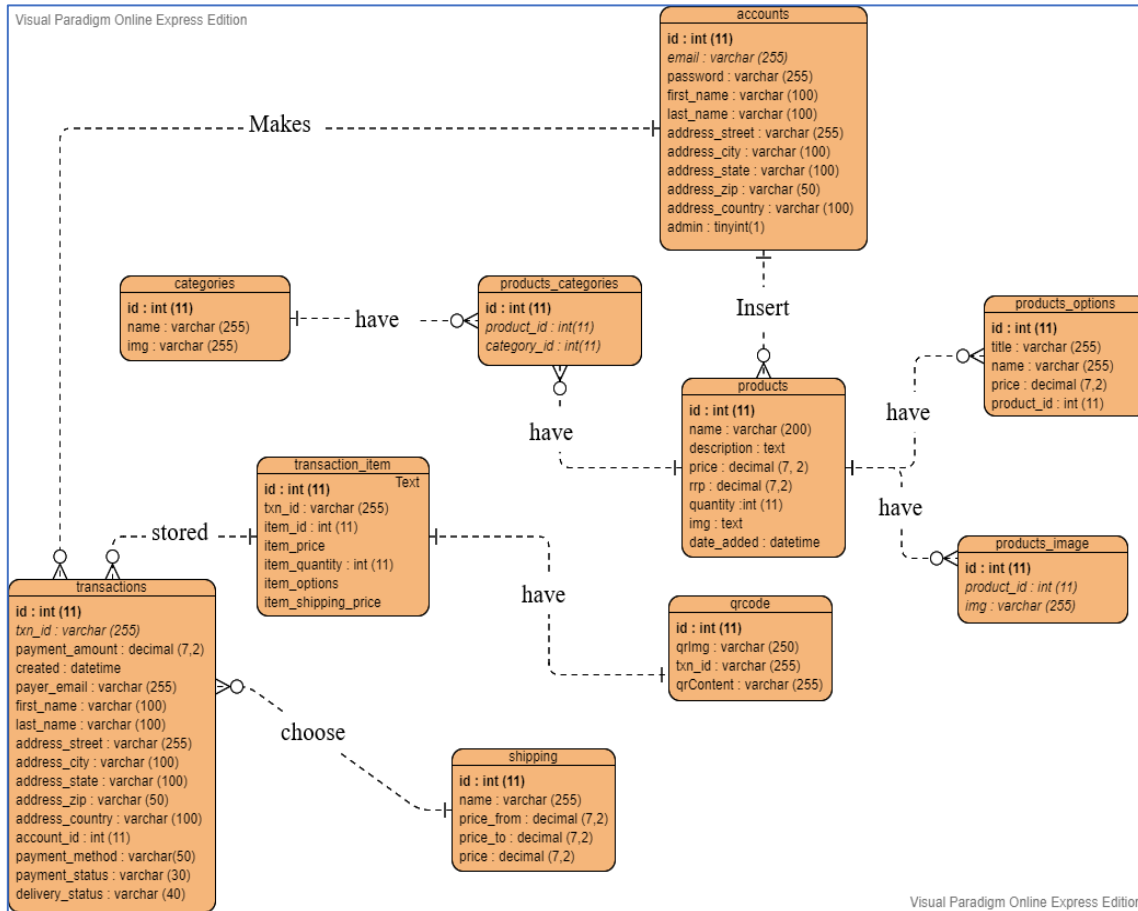 Visual Paradigm Online Express Edition
accounts
id : int (11)
email : varchar (255)
password : varchar (255)
first_name : varchar (100)
last_name : varchar (100)
address_street : varchar (255)
address_city : varchar (100)
address_state : varchar (100)
address_zip : varchar (50)
address_country : varchar (100)
admin : tinyint(1)
Makes
categories
id : int (11)
name : varchar (255)
img : varchar (255)
have
products_categories
id : int (11)
product_id : int(11)
category_id : int(11)
Insert
products_options
id : int (11)
title : varchar (255)
name : varchar (255)
price : decimal (7,2)
product_id : int (11)
have
have
products
id : int (11)
name : varchar (200)
description : text
price : decimal (7, 2)
rrp : decimal (7,2)
quantity :int (11)
img : text
date_added : datetime
have
products_image
id : int (11)
product_id : int (11)
img : varchar (255)
transaction_item
Text
id : int (11)
txn_id : varchar (255)
item_id : int (11)
item_price
item_quantity : int (11)
item_options
item_shipping_price
stored
have
qrcode
id : int (11)
qrImg : varchar (250)
txn_id : varchar (255)
qrContent : varchar (255)
transactions
id : int (11)
txn_id : varchar (255)
payment_amount : decimal (7,2)
created : datetime
payer_email : varchar (255)
first_name : varchar (100)
last_name : varchar (100)
address_street : varchar (255)
address_city : varchar (100)
address_state : varchar (100)
address_zip : varchar (50)
address_country : varchar (100)
account_id : int (11)
payment_method : varchar(50)
payment_status : varchar (30)
delivery_status : varchar (40)
choose
shipping
id : int (11)
name : varchar (255)
price_from : decimal (7,2)
price_to : decimal (7,2)
price : decimal (7,2)
Visual Paradigm Online Express Edition